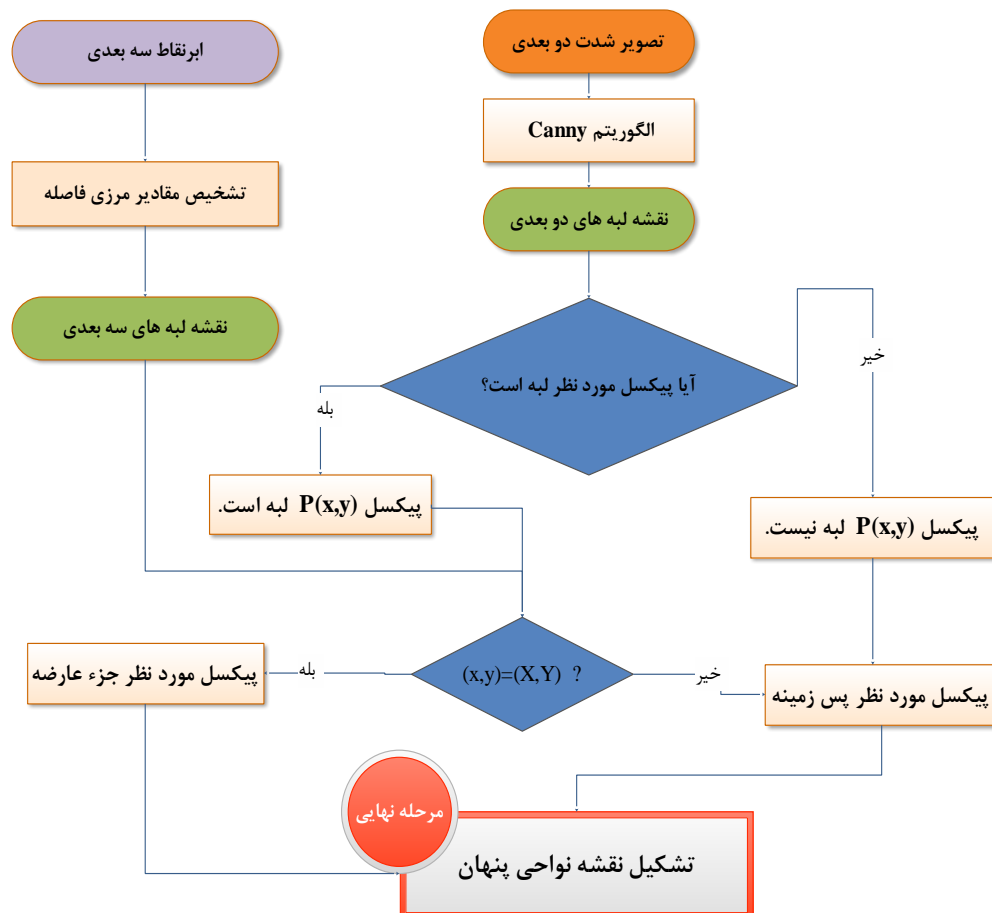 تصویر شدت دو بعدی
ابرنقاط سه بعدی
الگوریتم Canny
تشخیص مقادیر مرزی فاصله
نقشه لبه های دو بعدی
نقشه لبه های سه بعدی
خیر
آیا پیکسل مورد نظر لبه است؟
بله
پیکسل P(x,y) لبه است.
پیکسل P(x,y) لبه نیست.
پیکسل مورد نظر جزء عارضه
بله
(x,y)=(X,Y) ?
خیر
پیکسل مورد نظر پس زمینه
مرحله نهایی
تشکیل نقشه نواحی پنهان